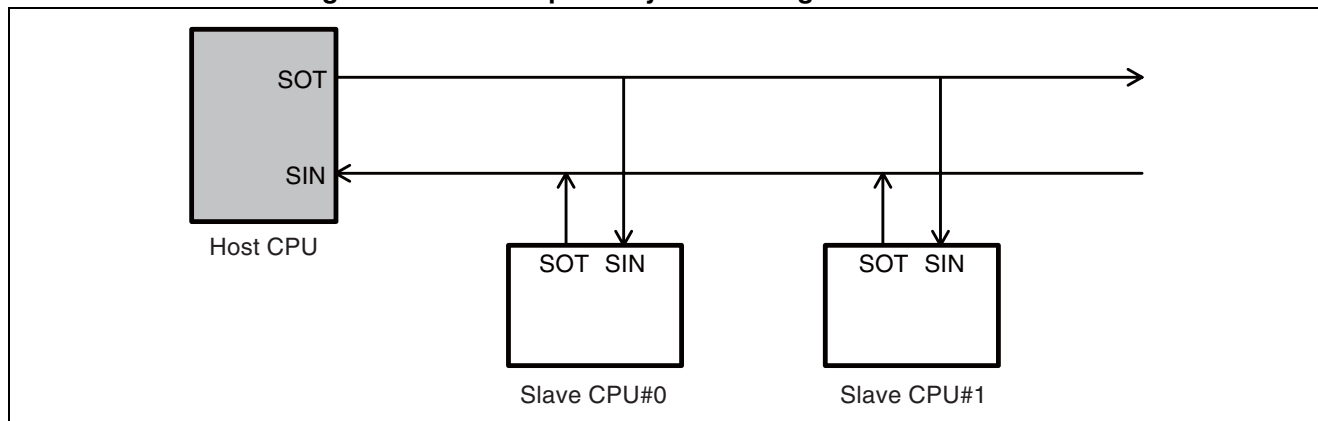 SOT
SIN
Host CPU
SOT SIN
SOT SIN
Slave CPU#0
Slave CPU#1